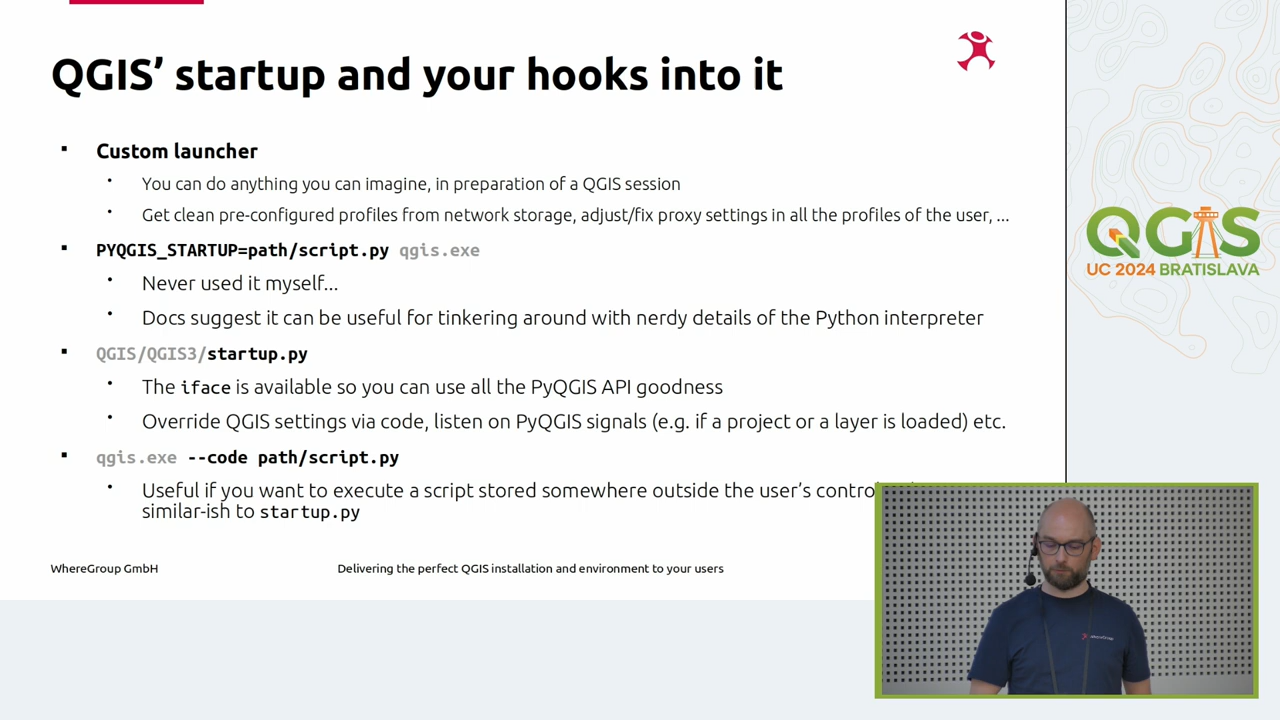 QGIS’ startup and your hooks into it
▪ Custom launcher
• You can do anything you can imagine, in preparation of a QGIS session
• Get clean pre-configured profiles from network storage, adjust/fix proxy settings in all the profiles of the user, ...
▪ PYQGIS_STARTUP=path/script.py qgis.exe
• Never used it myself...
• Docs suggest it can be useful for tinkering around with nerdy details of the Python interpreter
▪ QGIS/QGIS3/startup.py
• The iface is available so you can use all the PyQGIS API goodness
• Override QGIS settings via code, listen on PyQGIS signals (e.g. if a project or a layer is loaded) etc.
▪ qgis.exe --code path/script.py
• Useful if you want to execute a script stored somewhere outside the user’s
similar-ish to startup.py
WhereGroup GmbH
Delivering the perfect QGIS installation and environment to your users
QGIS
UC 2024 BRATISLAVA